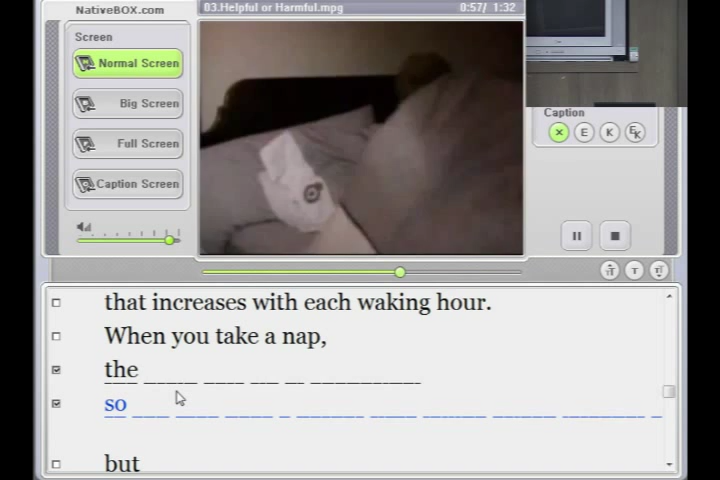 NativeBOX.com
03.Helpful or Harmful.mpg
0:57/ 1:32
Screen
Normal Screen
Big Screen
Full Screen
Caption Screen
Caption
X E K EK
T T T
that increases with each waking hour.
When you take a nap,
the
so
but